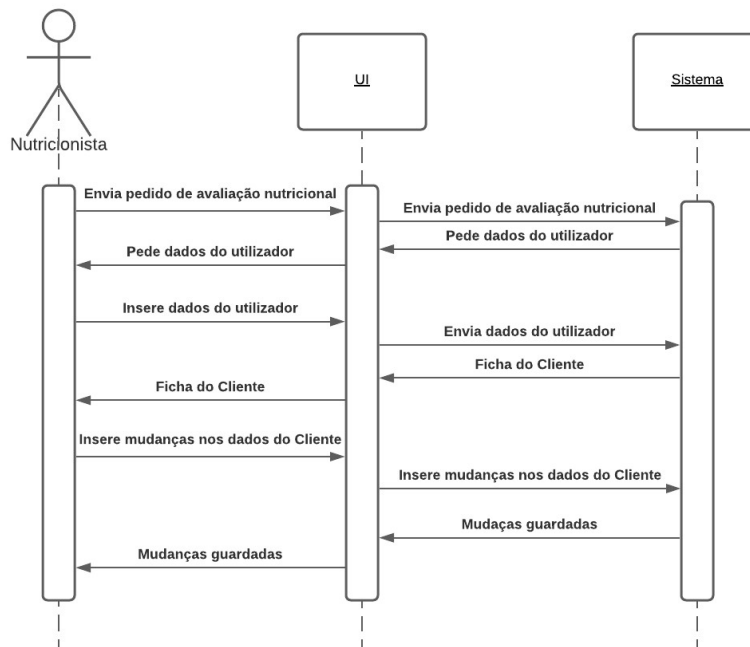 UI
Sistema
Nutricionista
Envia pedido de avaliação nutricional
Envia pedido de avaliação nutricional
Pede dados do utilizador
Pede dados do utilizador
Insere dados do utilizador
Envia dados do utilizador
Ficha do Cliente
Ficha do Cliente
Insere mudanças nos dados do Cliente
Insere mudanças nos dados do Cliente
Mudaças guardadas
Mudanças guardadas